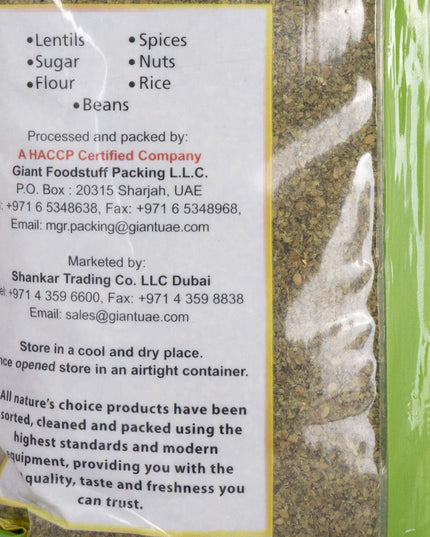 •Lentils •Spices
•Sugar •Nuts
•Flour •Rice
•Beans
Processed and packed by:
A HACCP Certified Company
Giant Foodstuff Packing L.L.C.
P.O. Box : 20315 Sharjah, UAE
: +971 6 5348638, Fax: +971 6 5348968,
Email: mgr.packing@giantuae.com
Marketed by:
Shankar Trading Co. LLC Dubai
el: +971 4 359 6600, Fax: +971 4 359 8838
Email: sales@giantuae.com
Store in a cool and dry place.
nce opened store in an airtight container.
All nature's choice products have been
sorted, cleaned and packed using the
highest standards and modern
equipment, providing you with the
quality, taste and freshness you
can trust.